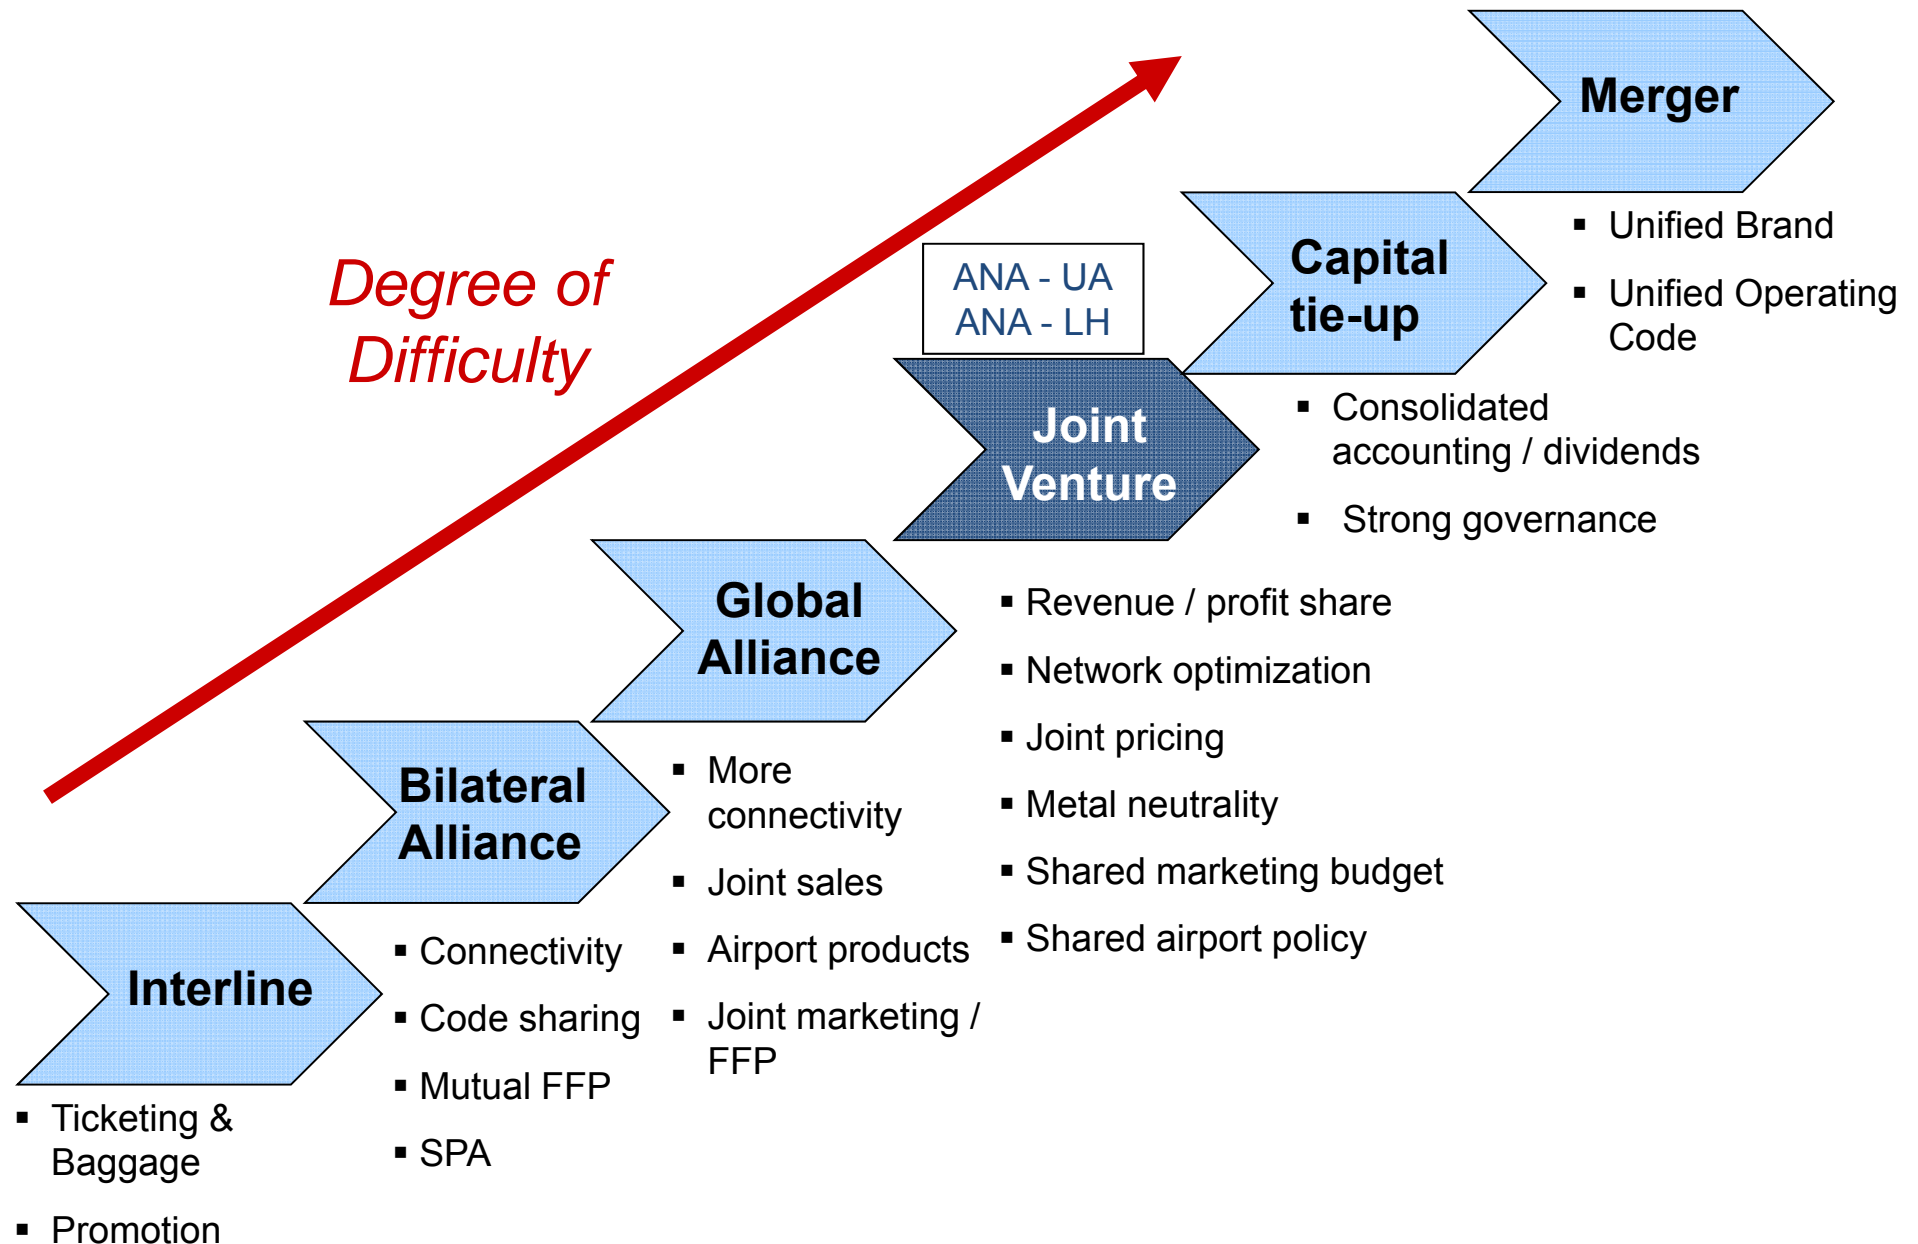 Merger
▪ Unified Brand
▪ Unified Operating
Code
Capital
tie-up
▪ Consolidated
accounting / dividends
▪ Strong governance
Degree of
Difficulty
ANA - UA
ANA - LH
Joint
Venture
▪ Revenue / profit share
▪ Network optimization
▪ Joint pricing
▪ Metal neutrality
▪ Shared marketing budget
▪ Shared airport policy
Global
Alliance
▪ More
connectivity
▪ Joint sales
▪ Airport products
▪ Joint marketing /
FFP
Bilateral
Alliance
▪ Connectivity
▪ Code sharing
▪ Mutual FFP
▪ SPA
Interline
▪ Ticketing &
Baggage
▪ Promotion